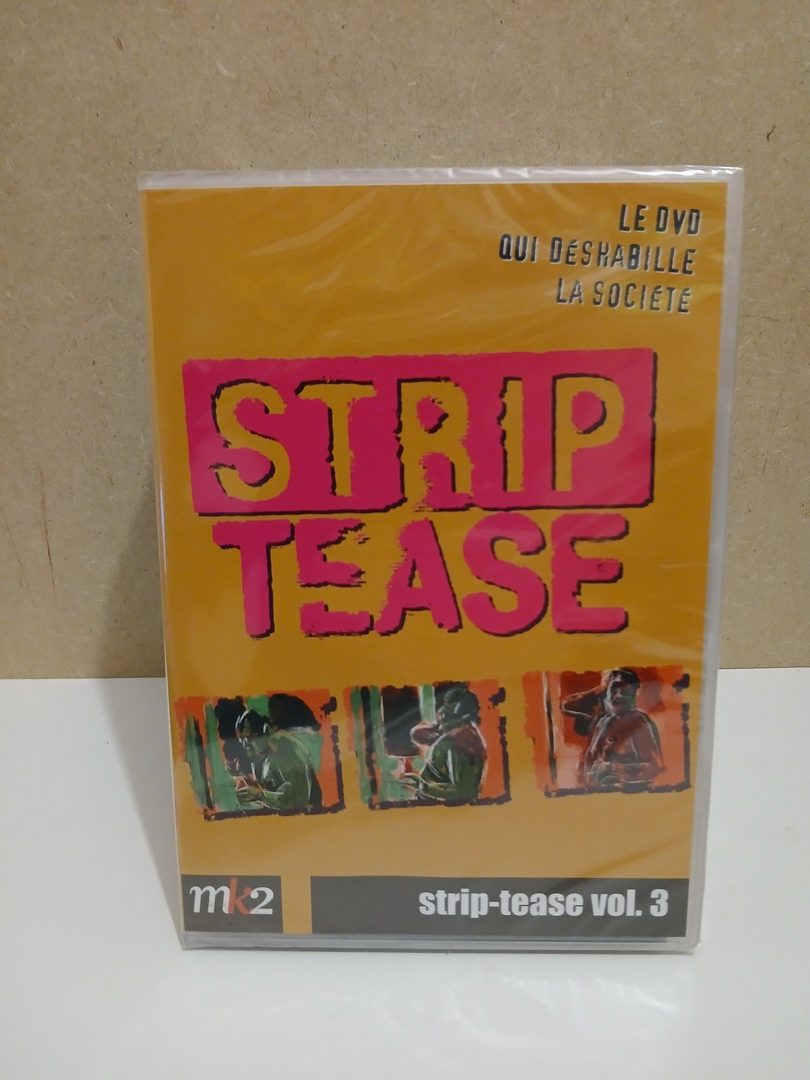 LE DVD
QUI DÉSHABILLE
LA SOCIÉTÉ
STRIP
TEASE
mk2
strip-tease vol. 3